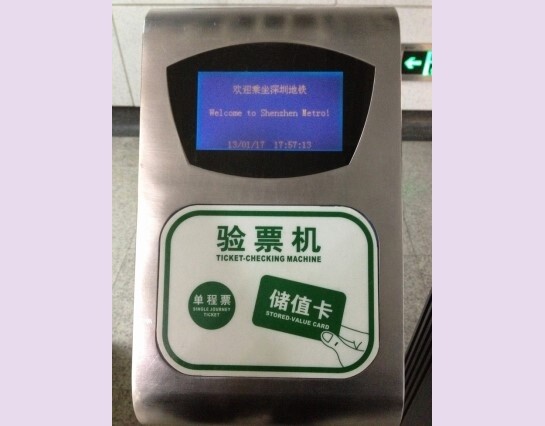 欢迎乘坐深圳地铁
Welcome to Shenzhen Metro!
13/01/17 17:57:13
验票机
TICKET-CHECKING MACHINE
单程票
SINGLE JOURNEY
TICKET
储值卡
STORED-VALUE CARD